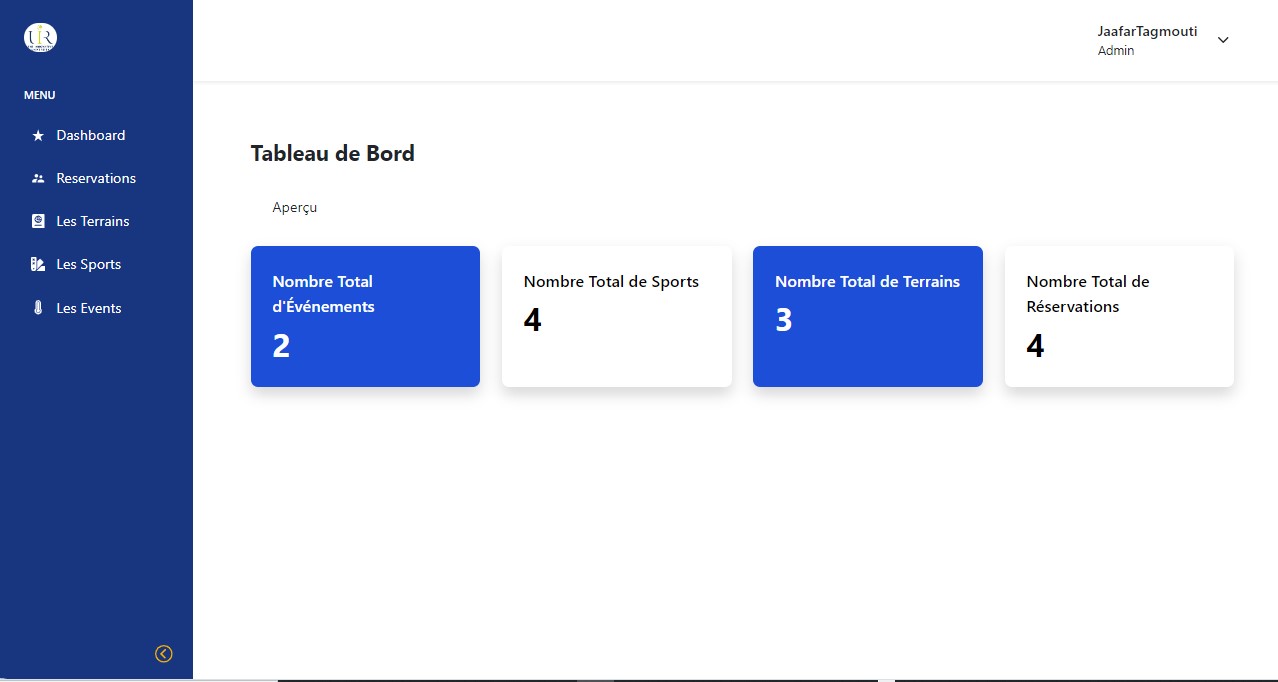 UIR
JaafarTagmouti
Admin
MENU
Dashboard
Reservations
Les Terrains
Les Sports
Les Events
Tableau de Bord
Aperçu
Nombre Total
d'Événements
2
Nombre Total de Sports
4
Nombre Total de Terrains
3
Nombre Total de
Réservations
4